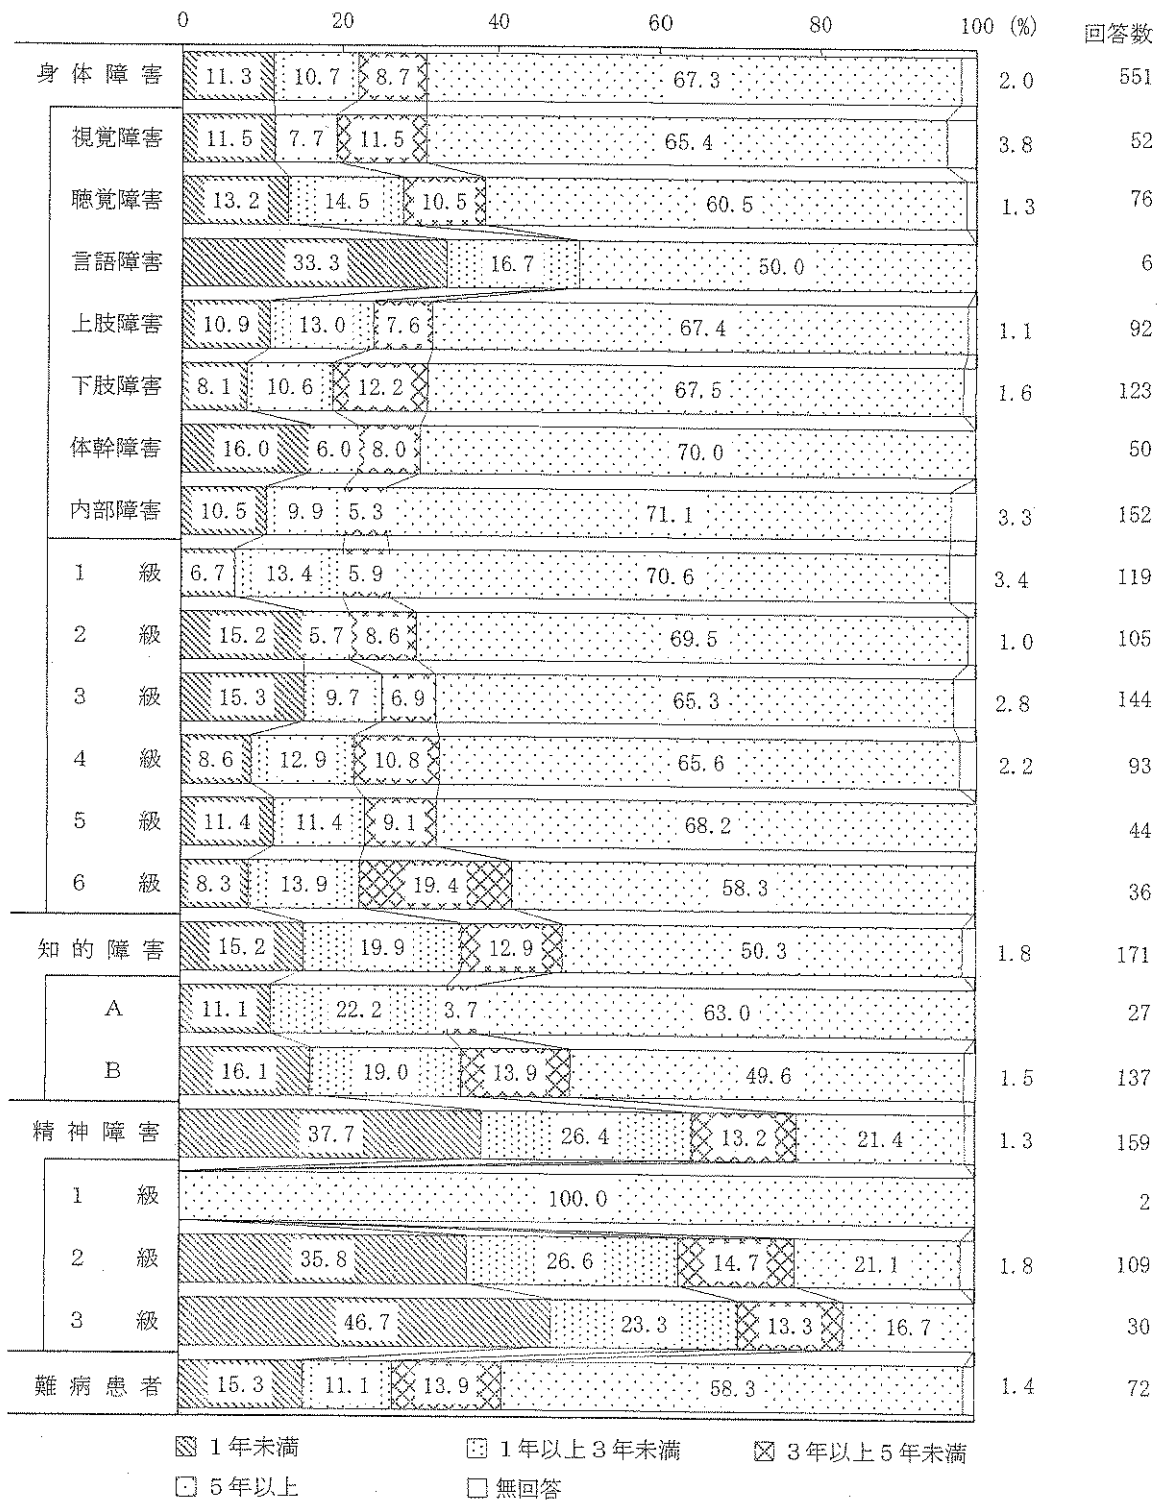 0 20 40 60 80 100 (%) 回答数
身体障害 11.3 10.7 8.7 67.3 2.0 551
視覚障害 11.5 7.7 11.5 65.4 3.8 52
聴覚障害 13.2 14.5 10.5 60.5 1.3 76
言語障害 33.3 16.7 50.0 6
上肢障害 10.9 13.0 7.6 67.4 1.1 92
下肢障害 8.1 10.6 12.2 67.5 1.6 123
体幹障害 16.0 6.0 8.0 70.0 50
内部障害 10.5 9.9 5.3 71.1 3.3 152
1級 6.7 13.4 5.9 70.6 3.4 119
2級 15.2 5.7 8.6 69.5 1.0 105
3級 15.3 9.7 6.9 65.3 2.8 144
4級 8.6 12.9 10.8 65.6 2.2 93
5級 11.4 11.4 9.1 68.2 44
6級 8.3 13.9 19.4 58.3 36
知的障害 15.2 19.9 12.9 50.3 1.8 171
A 11.1 22.2 3.7 63.0 27
B 16.1 19.0 13.9 49.6 1.5 137
精神障害 37.7 26.4 13.2 21.4 1.3 159
1級 100.0 2
2級 35.8 26.6 14.7 21.1 1.8 109
3級 46.7 23.3 13.3 16.7 30
難病患者 15.3 11.1 13.9 58.3 1.4 72
1年未満 1年以上3年未満 3年以上5年未満
5年以上 無回答